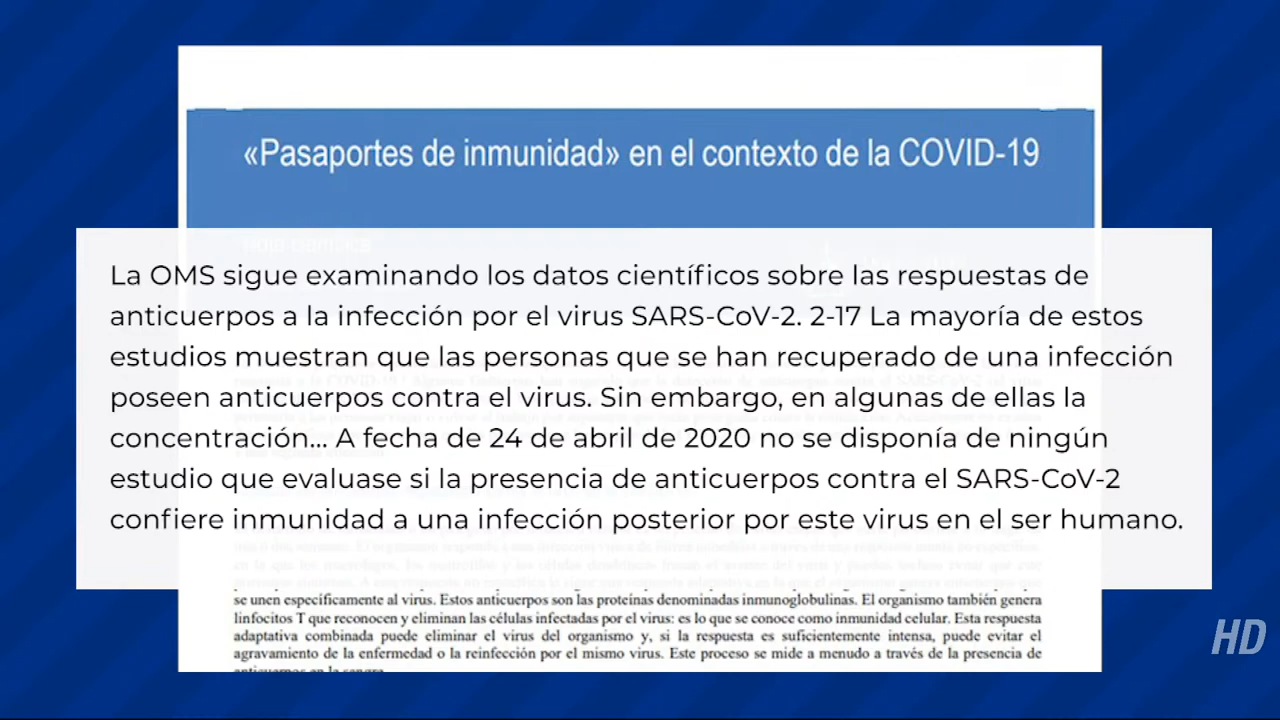 «Pasaportes de inmunidad» en el contexto de la COVID-19
La OMS sigue examinando los datos científicos sobre las respuestas de
anticuerpos a la infección por el virus SARS-CoV-2. 2-17 La mayoría de estos
estudios muestran que las personas que se han recuperado de una infección
poseen anticuerpos contra el virus. Sin embargo, en algunas de ellas la
concentración... A fecha de 24 de abril de 2020 no se disponía de ningún
estudio que evaluase si la presencia de anticuerpos contra el SARS-CoV-2
confiere inmunidad a una infección posterior por este virus en el ser humano.
se unen específicamente al virus. Estos anticuerpos son las proteínas denominadas inmunoglobulinas. El organismo también genera
linfocitos T que reconocen y eliminan las células infectadas por el virus: es lo que se conoce como inmunidad celular. Esta respuesta
adaptativa combinada puede eliminar el virus del organismo y, si la respuesta es suficientemente intensa, puede evitar el
agravamiento de la enfermedad o la reinfección por el mismo virus. Este proceso se mide a menudo a través de la presencia de
anticuerpos en la sangre.
HD